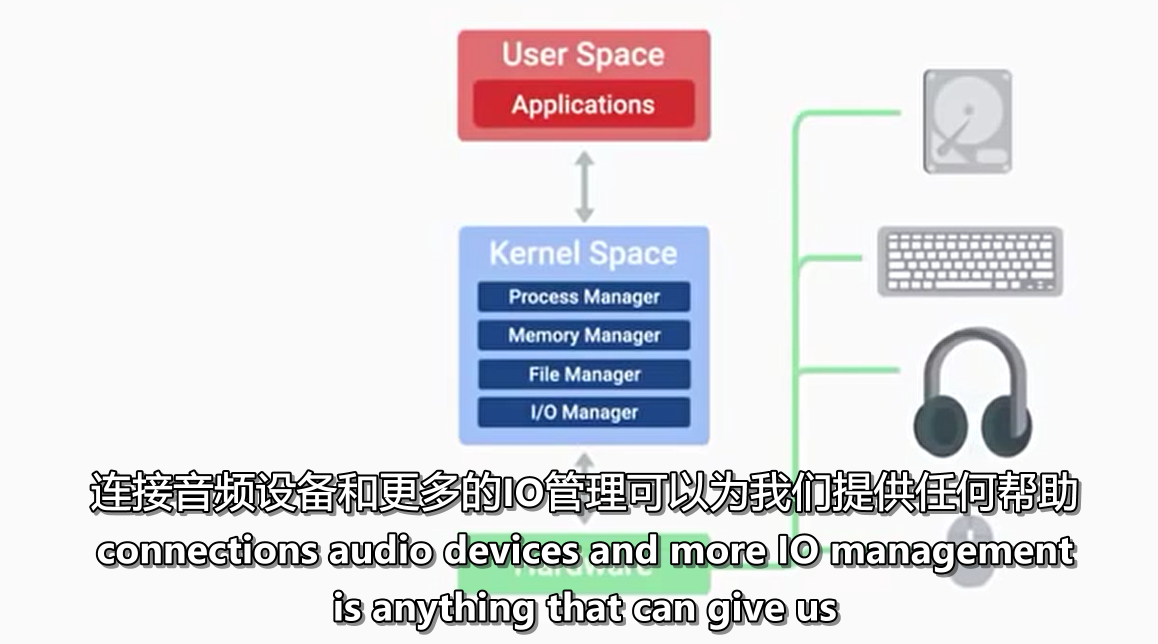 User Space
Applications
Kernel Space
Process Manager
Memory Manager
File Manager
I/O Manager
Hardware
连接音频设备和更多的IO管理可以为我们提供任何帮助
connections audio devices and more IO management
is anything that can give us